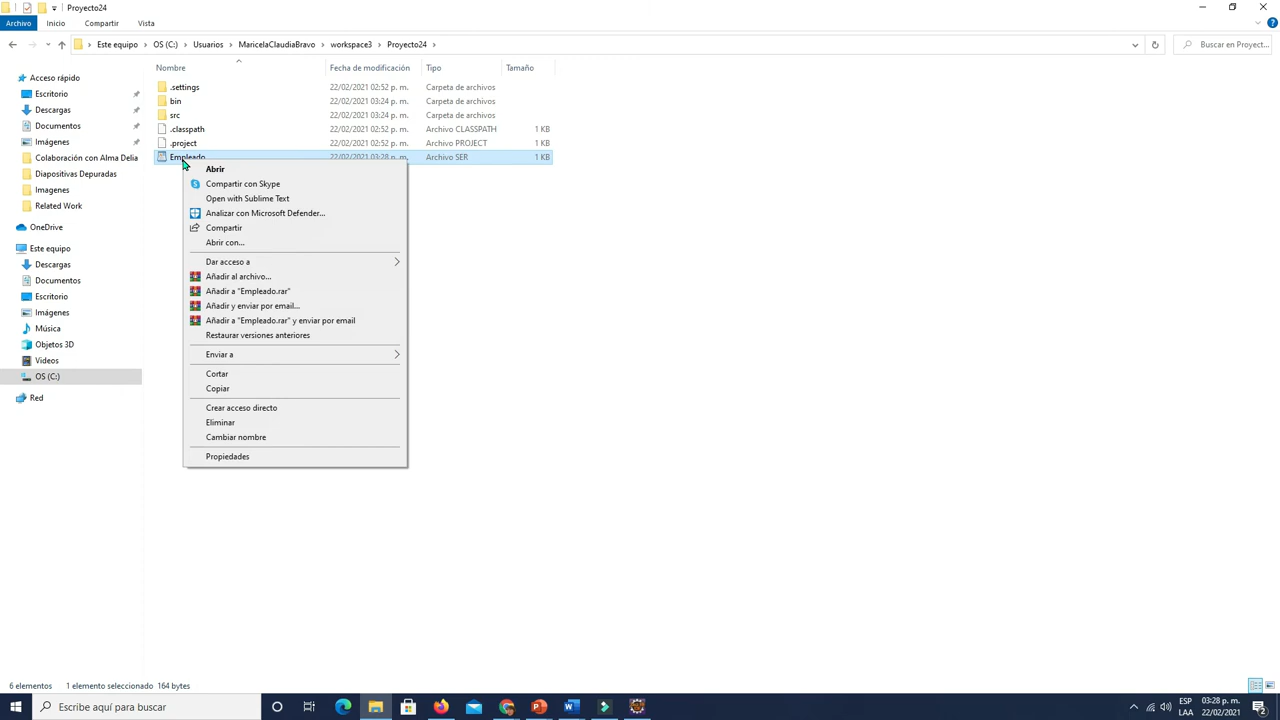 Proyecto24
Archivo Inicio Compartir Vista
Este equipo OS (C:) Usuarios MaricelaClaudiaBravo workspace3 Proyecto24
Buscar en Proyect...
Nombre Fecha de modificación Tipo Tamaño
Acceso rápido
Escritorio
Descargas
Documentos
Imágenes
Colaboración con Alma Delia
Diapositivas Depuradas
Imagenes
Related Work
OneDrive
Este equipo
Descargas
Documentos
Escritorio
Imágenes
Música
Objetos 3D
Videos
OS (C:)
Red
.settings 22/02/2021 02:52 p. m. Carpeta de archivos
bin 22/02/2021 03:24 p. m. Carpeta de archivos
src 22/02/2021 03:24 p. m. Carpeta de archivos
.classpath 22/02/2021 02:52 p. m. Archivo CLASSPATH 1 KB
.project 22/02/2021 02:52 p. m. Archivo PROJECT 1 KB
Empleado 22/02/2021 03:28 p. m. Archivo SER 1 KB
Abrir
Compartir con Skype
Open with Sublime Text
Analizar con Microsoft Defender...
Compartir
Abrir con...
Dar acceso a
Añadir al archivo...
Añadir a "Empleado.rar"
Añadir y enviar por email...
Añadir a "Empleado.rar" y enviar por email
Restaurar versiones anteriores
Enviar a
Cortar
Copiar
Crear acceso directo
Eliminar
Cambiar nombre
Propiedades
6 elementos 1 elemento seleccionado 164 bytes
Escribe aquí para buscar
ESP 03:28 p. m.
LAA 22/02/2021
2